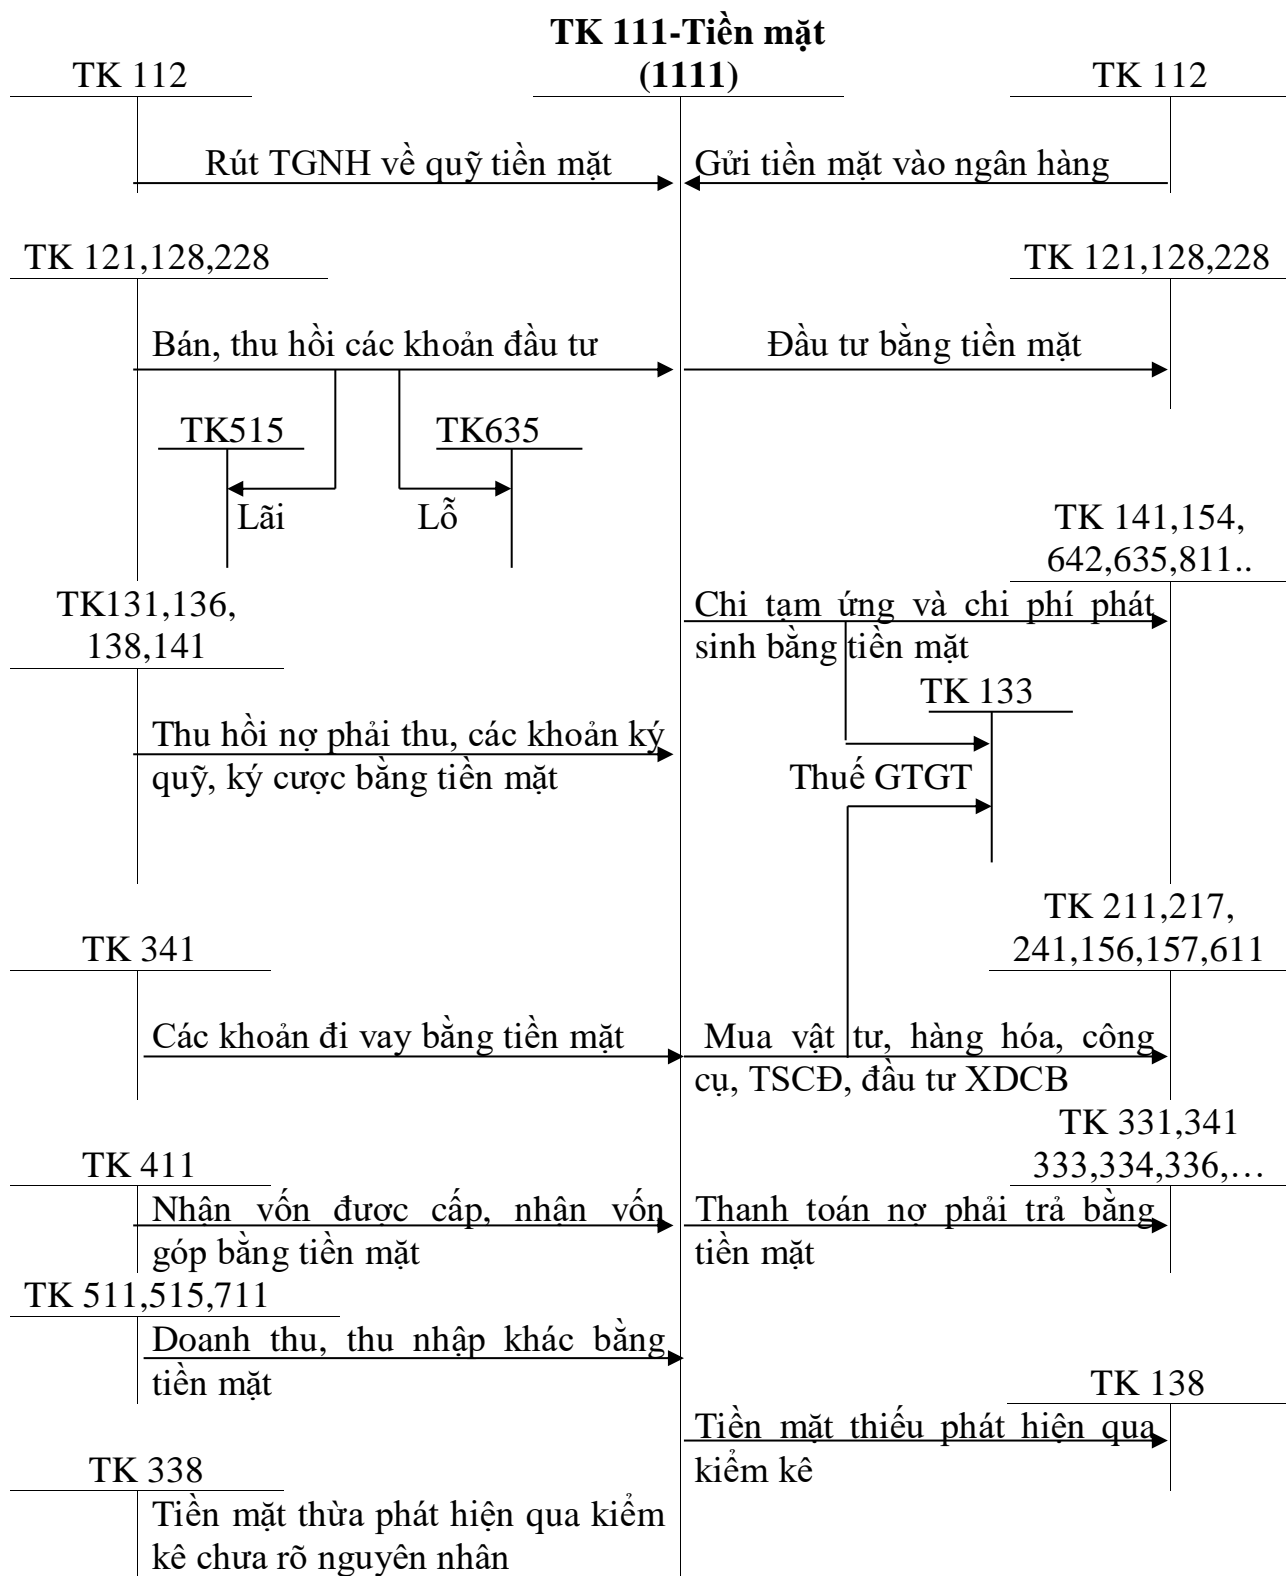 TK 111-Tiền mặt
(1111)
TK 112
TK 112
Rút TGNH về quỹ tiền mặt
Gửi tiền mặt vào ngân hàng
TK 121,128,228
TK 121,128,228
Bán, thu hồi các khoản đầu tư
Đầu tư bằng tiền mặt
TK515
TK635
Lãi
Lỗ
TK 141,154,
642,635,811..
TK131,136,
138,141
Chi tạm ứng và chi phí phát
sinh bằng tiền mặt
TK 133
Thu hồi nợ phải thu, các khoản ký
quỹ, ký cược bằng tiền mặt
Thuế GTGT
TK 211,217,
241,156,157,611
TK 341
Các khoản đi vay bằng tiền mặt
Mua vật tư, hàng hóa, công
cụ, TSCĐ, đầu tư XDCB
TK 331,341
333,334,336,…
TK 411
Nhận vốn được cấp, nhận vốn
góp bằng tiền mặt
Thanh toán nợ phải trả bằng
tiền mặt
TK 511,515,711
Doanh thu, thu nhập khác bằng
tiền mặt
TK 138
Tiền mặt thiếu phát hiện qua
kiểm kê
TK 338
Tiền mặt thừa phát hiện qua kiểm
kê chưa rõ nguyên nhân